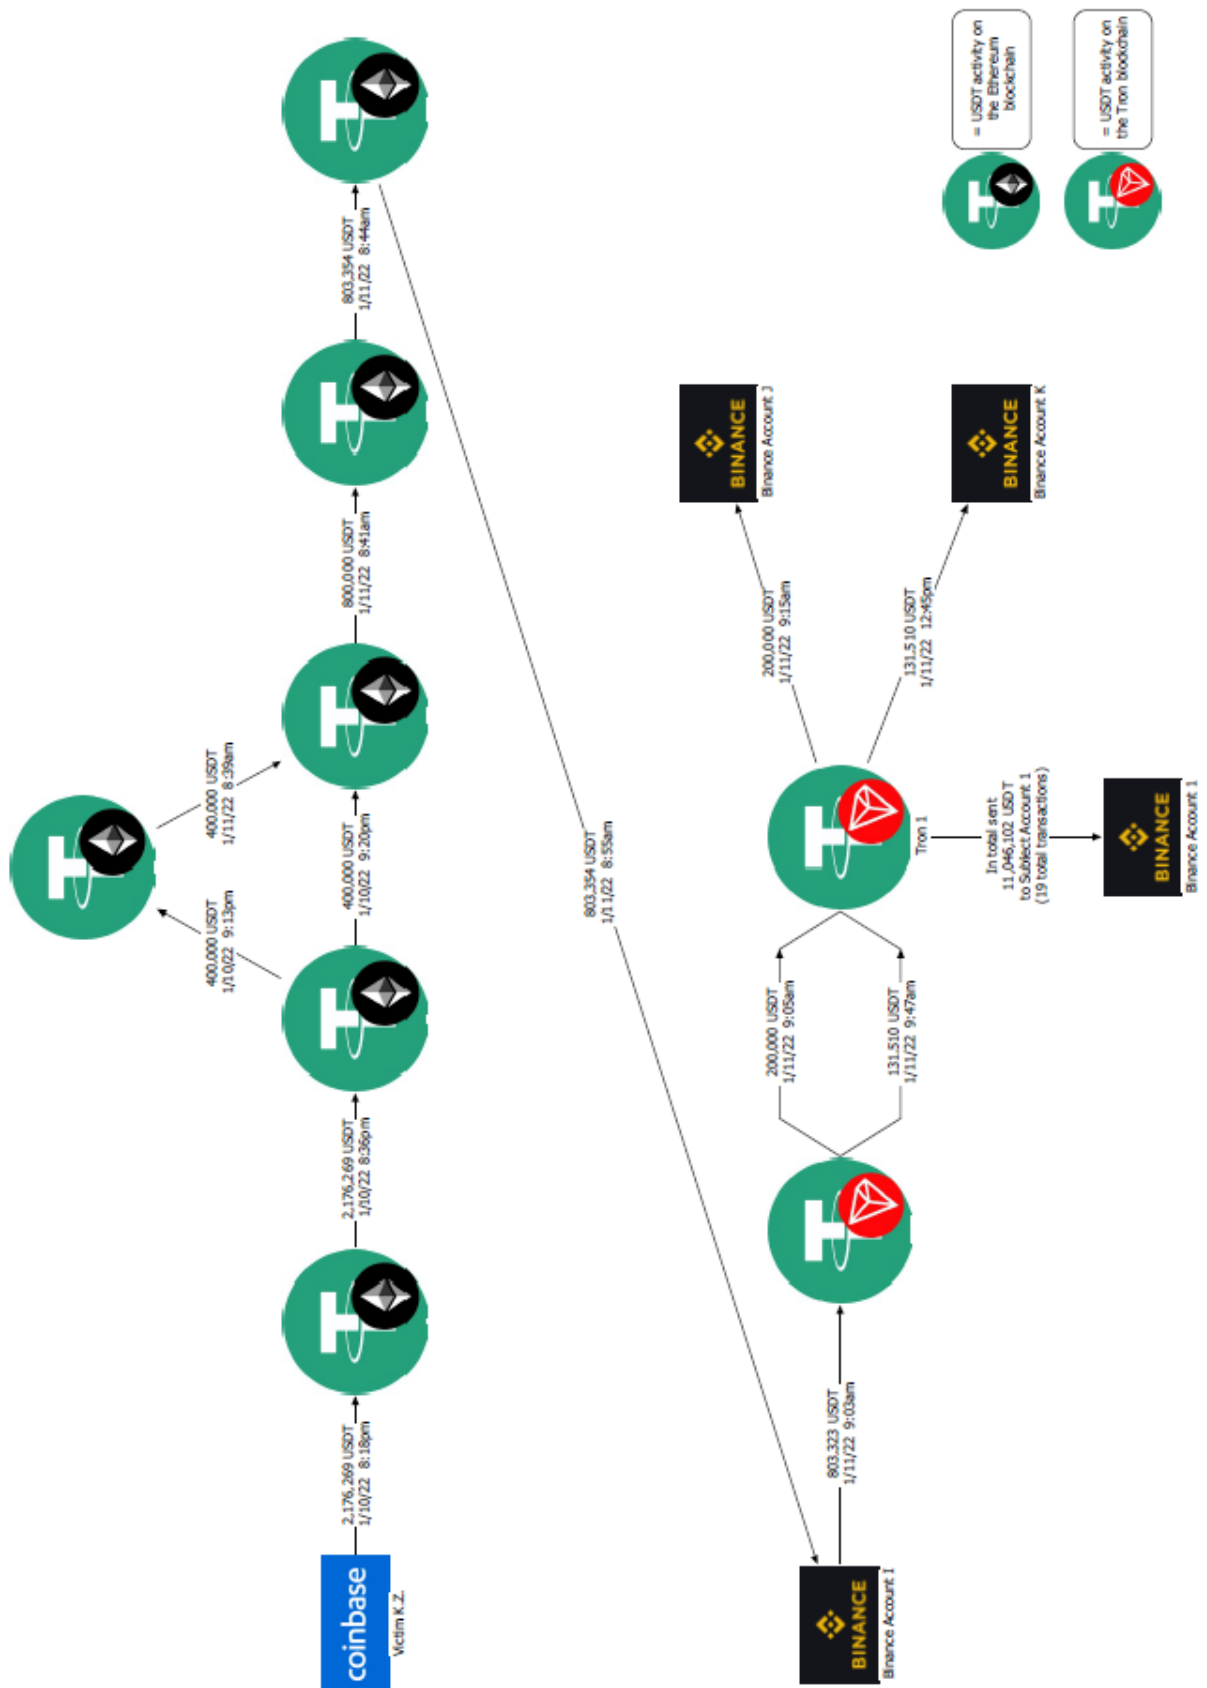 coinbase
Victim K.Z.
2,176,269 USDT
1/10/22 8:18pm
2,176,269 USDT
1/10/22 8:36pm
400,000 USDT
1/10/22 9:13pm
400,000 USDT
1/11/22 8:39am
400,000 USDT
1/10/22 9:20pm
800,000 USDT
1/11/22 8:41am
803,354 USDT
1/11/22 8:44am
803,354 USDT
1/11/22 8:55am
BINANCE
Binance Account I
803,323 USDT
1/11/22 9:03am
200,000 USDT
1/11/22 9:05am
131,510 USDT
1/11/22 9:47am
Tron 1
200,000 USDT
1/11/22 9:15am
BINANCE
Binance Account J
131,510 USDT
1/11/22 12:45pm
BINANCE
Binance Account K
In total sent
11,046,102 USDT
to Subject Account 1
(19 total transactions)
BINANCE
Binance Account 1
= USDT activity on
the Ethereum
blockchain
= USDT activity on
the Tron blockchain